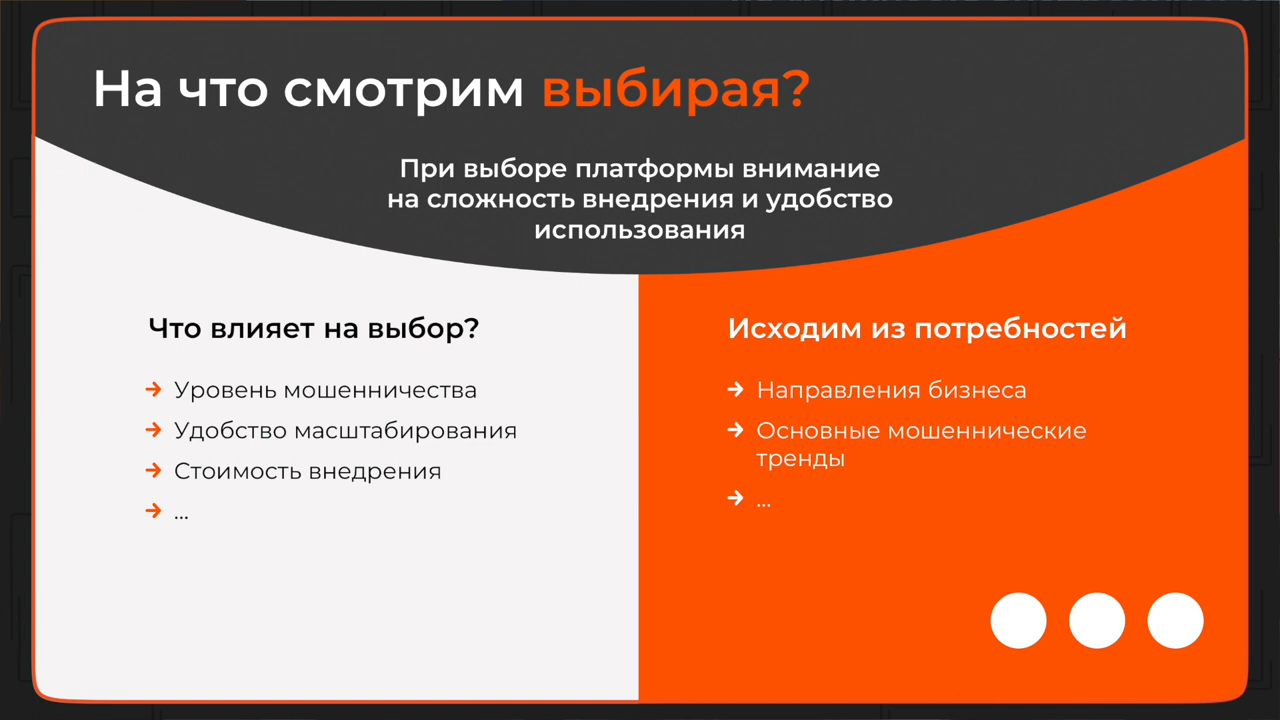 На что смотрим выбирая?
При выборе платформы внимание
на сложность внедрения и удобство
использования
Что влияет на выбор?
Уровень мошенничества
Удобство масштабирования
Стоимость внедрения
...
Исходим из потребностей
Направления бизнеса
Основные мошеннические
тренды
...